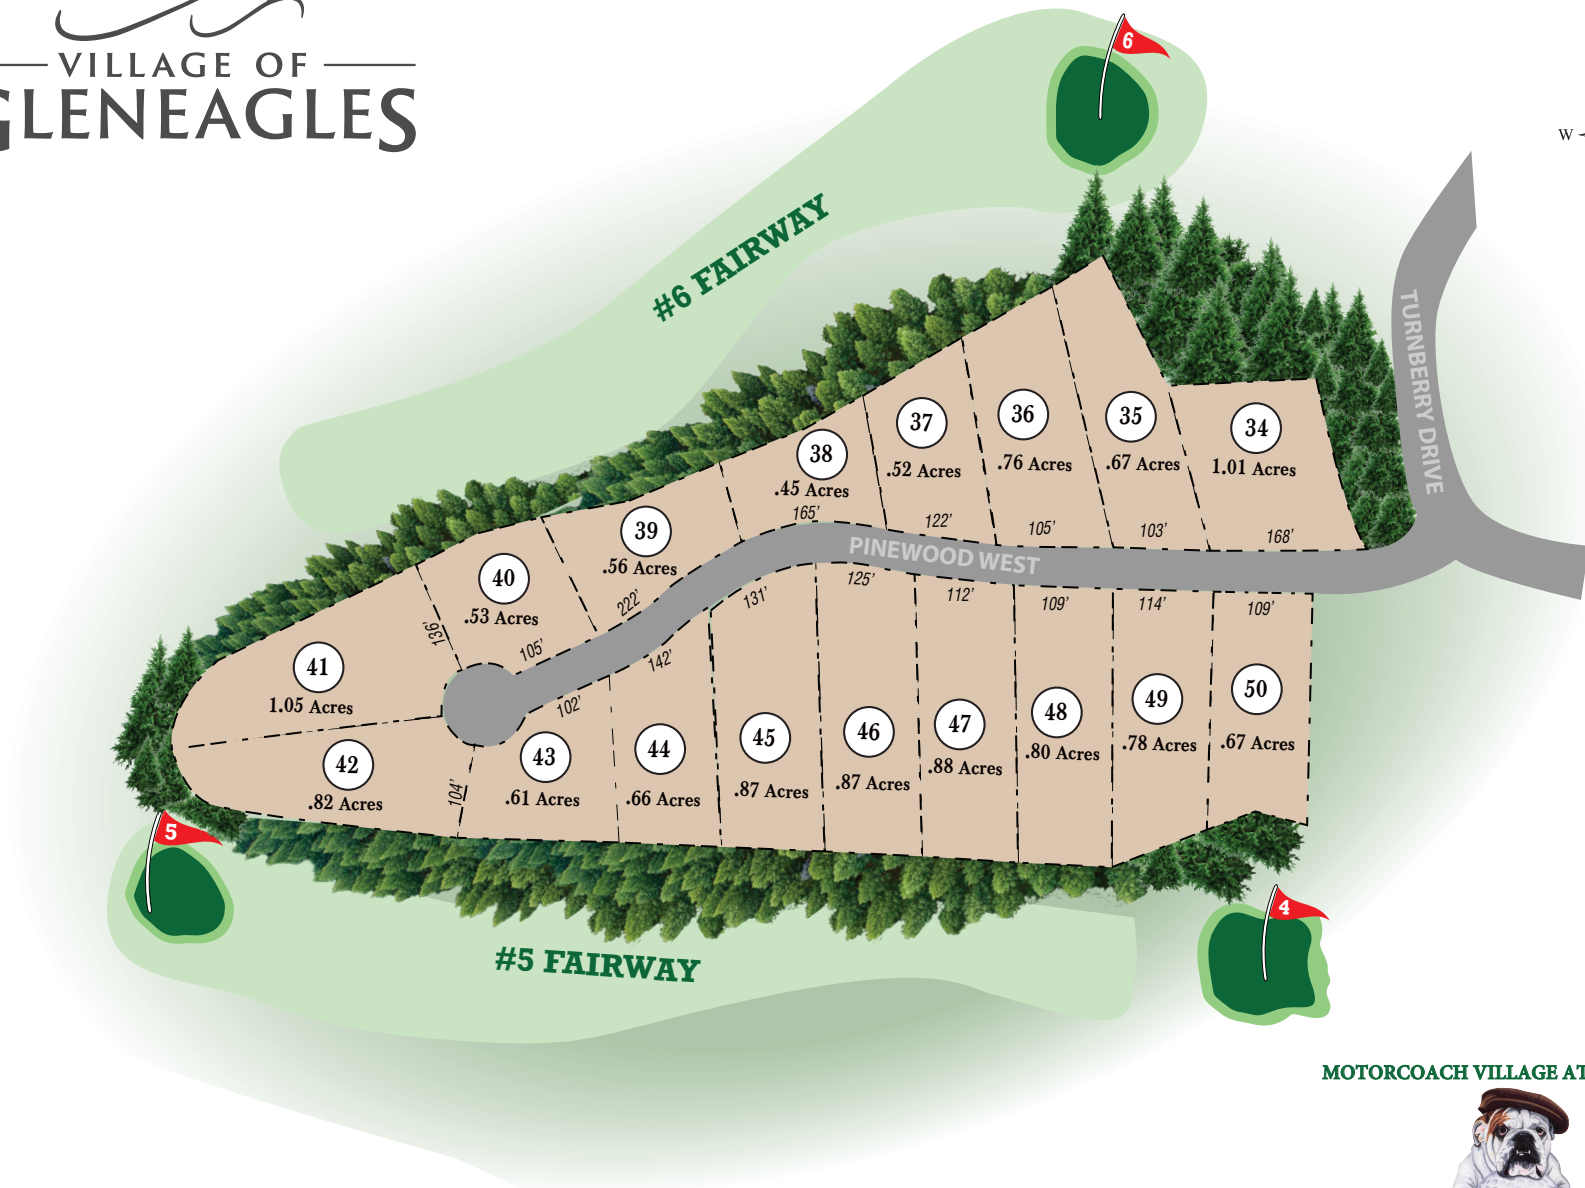 VILLAGE OF
GLENEAGLES
6
W
#6 FAIRWAY
TURNBERRY DRIVE
34
1.01 Acres
168'
35
.67 Acres
103'
36
.76 Acres
105'
37
.52 Acres
122'
38
.45 Acres
165'
39
.56 Acres
222'
40
.53 Acres
105'
136'
41
1.05 Acres
PINEWOOD WEST
42
.82 Acres
104'
43
.61 Acres
102'
44
.66 Acres
142'
45
.87 Acres
131'
46
.87 Acres
125'
47
.88 Acres
112'
48
.80 Acres
109'
49
.78 Acres
114'
50
.67 Acres
109'
5
#5 FAIRWAY
4
MOTORCOACH VILLAGE AT